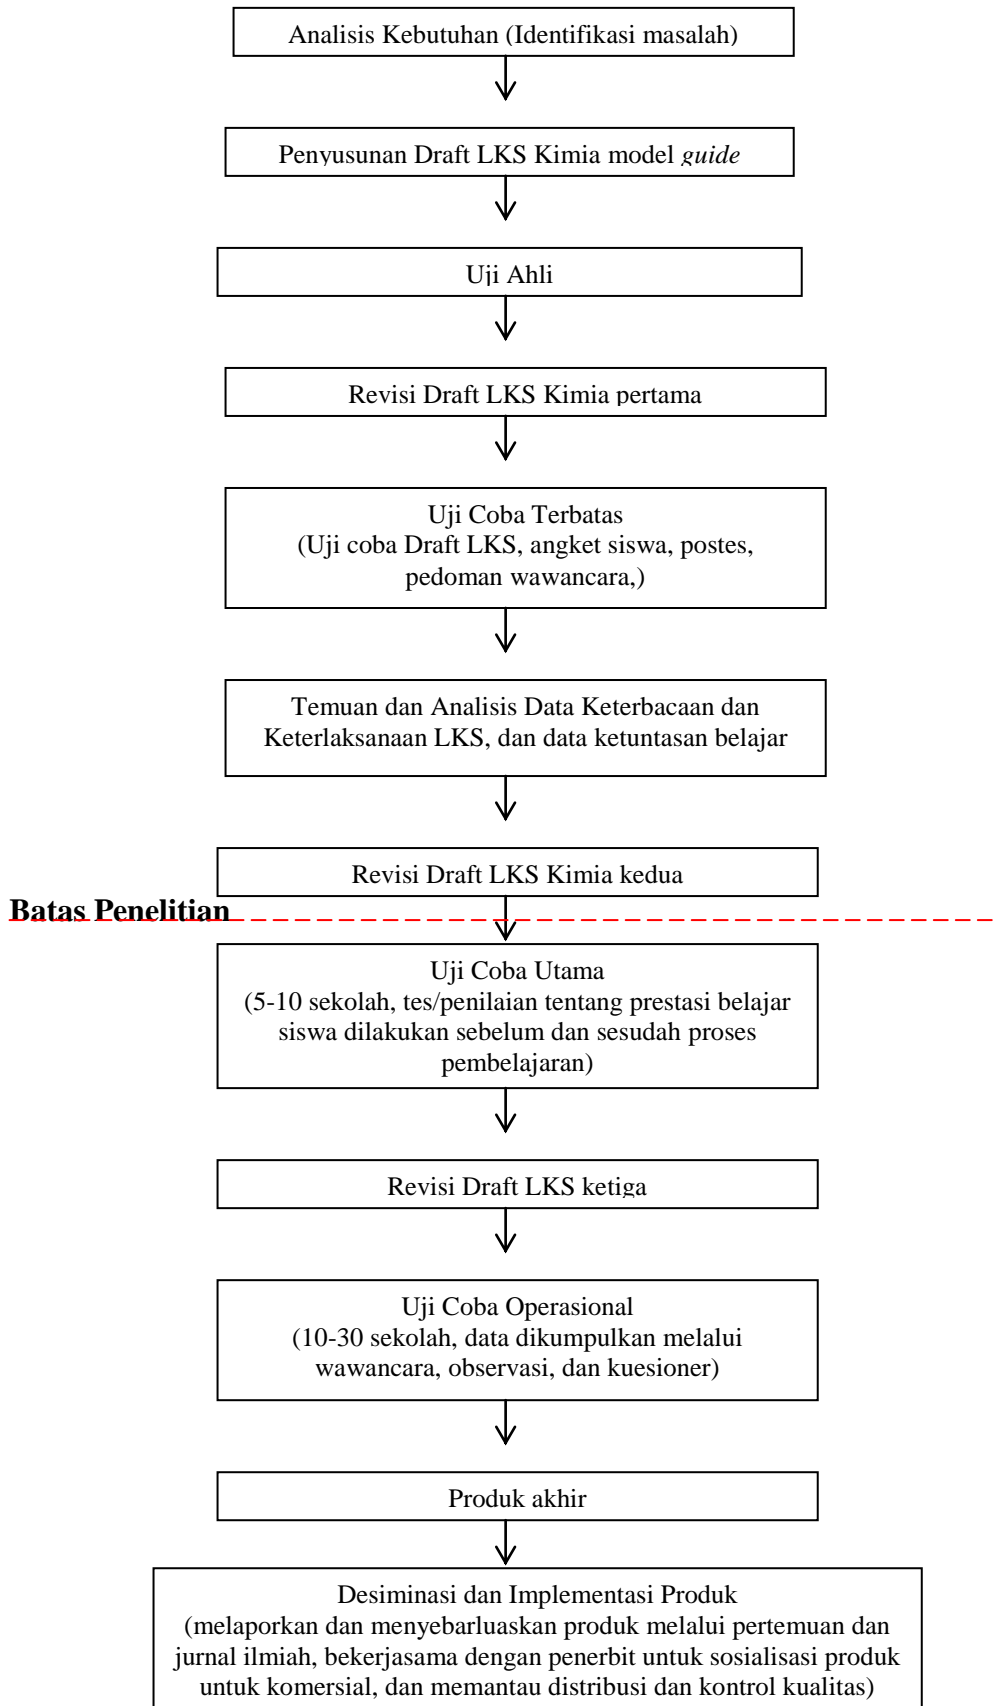 Analisis Kebutuhan (Identifikasi masalah)
Penyusunan Draft LKS Kimia model guide
Uji Ahli
Revisi Draft LKS Kimia pertama
Uji Coba Terbatas
(Uji coba Draft LKS, angket siswa, postes,
pedoman wawancara,)
Temuan dan Analisis Data Keterbacaan dan
Keterlaksanaan LKS, dan data ketuntasan belajar
Revisi Draft LKS Kimia kedua
Batas Penelitian
Uji Coba Utama
(5-10 sekolah, tes/penilaian tentang prestasi belajar
siswa dilakukan sebelum dan sesudah proses
pembelajaran)
Revisi Draft LKS ketiga
Uji Coba Operasional
(10-30 sekolah, data dikumpulkan melalui
wawancara, observasi, dan kuesioner)
Produk akhir
Desiminasi dan Implementasi Produk
(melaporkan dan menyebarluaskan produk melalui pertemuan dan
jurnal ilmiah, bekerjasama dengan penerbit untuk sosialisasi produk
untuk komersial, dan memantau distribusi dan kontrol kualitas)